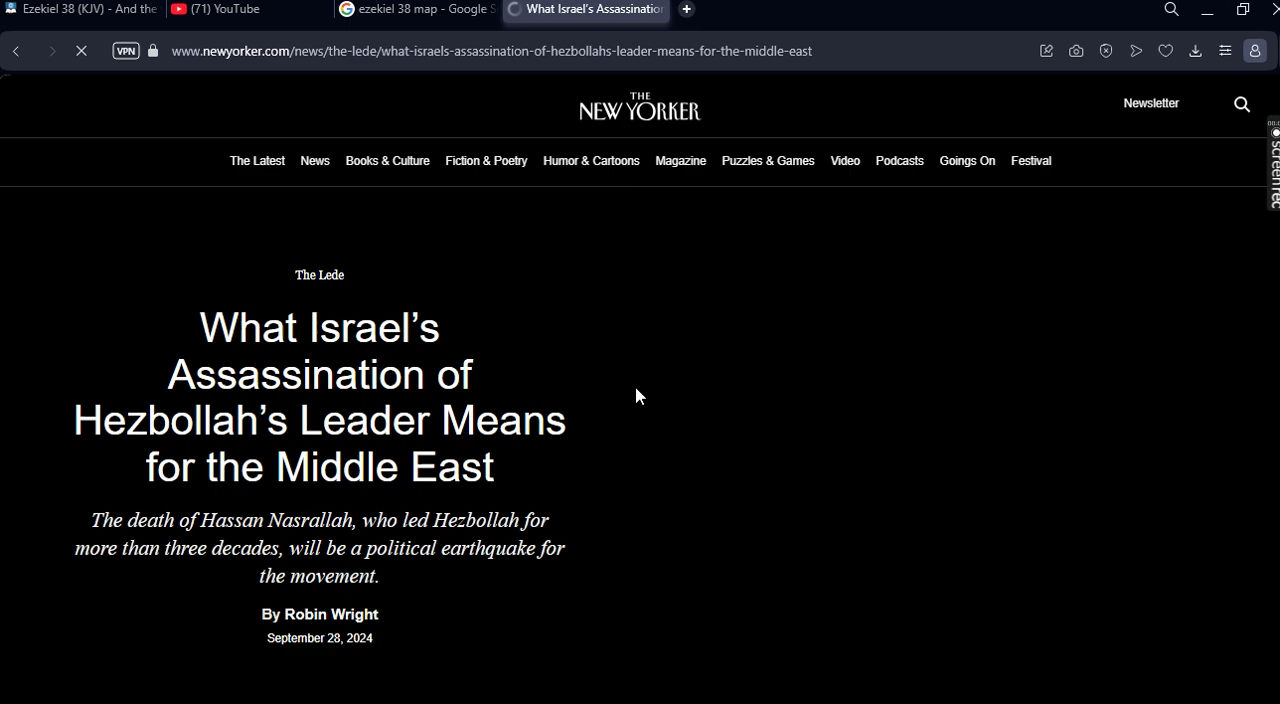 Ezekiel 38 (KJV) - And the
(71) YouTube
ezekiel 38 map - Google S
What Israel's Assassination
VPN
www.newyorker.com/news/the-lede/what-israels-assassination-of-hezbollahs-leader-means-for-the-middle-east
THE
NEW YORKER
Newsletter
screenrec
The Latest News Books & Culture Fiction & Poetry Humor & Cartoons Magazine Puzzles & Games Video Podcasts Goings On Festival
The Lede
What Israel’s
Assassination of
Hezbollah’s Leader Means
for the Middle East
The death of Hassan Nasrallah, who led Hezbollah for
more than three decades, will be a political earthquake for
the movement.
By Robin Wright
September 28, 2024